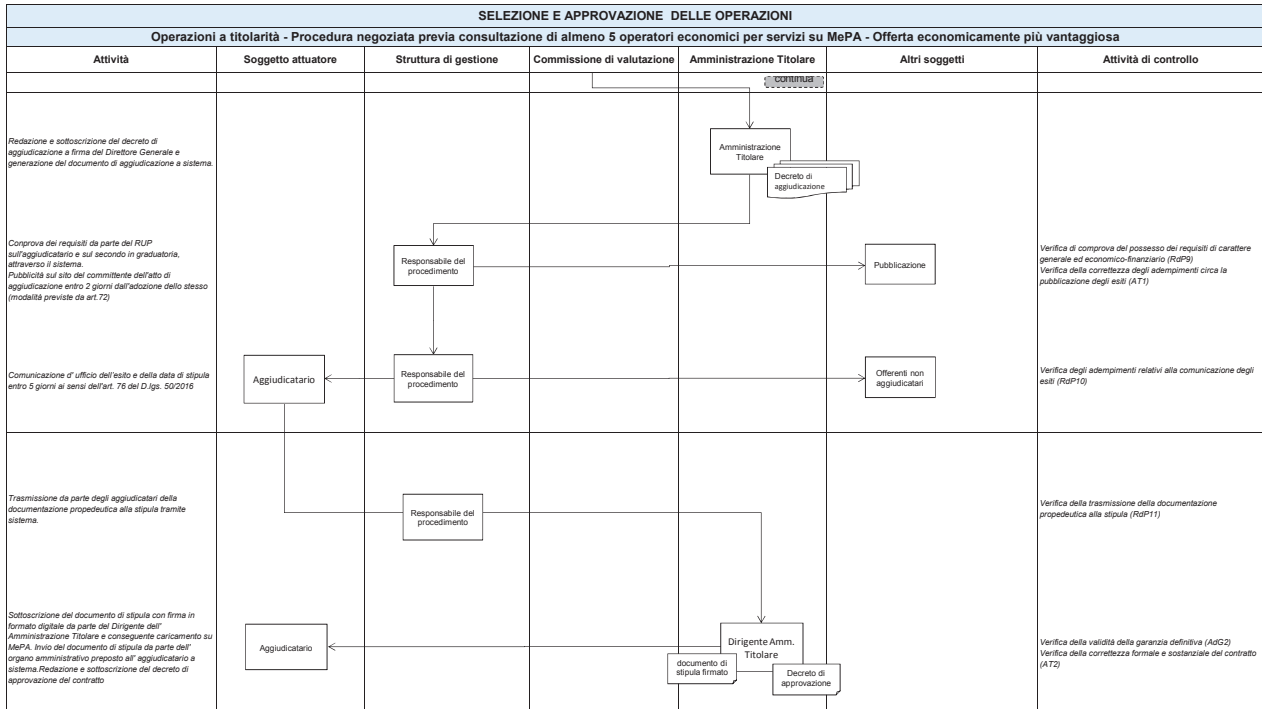 SELEZIONE E APPROVAZIONE DELLE OPERAZIONI
Operazioni a titolarità - Procedura negoziata previa consultazione di almeno 5 operatori economici per servizi su MePA - Offerta economicamente più vantaggiosa
Attività
Soggetto attuatore
Struttura di gestione
Commissione di valutazione
Amministrazione Titolare
Altri soggetti
Attività di controllo
continua
Redazione e sottoscrizione del decreto di
aggiudicazione a firma del Direttore Generale e
generazione del documento di aggiudicazione a sistema.
Amministrazione
Titolare
Decreto di
aggiudicazione
Conprova dei requisiti da parte del RUP
sull'aggiudicatario e sul secondo in graduatoria,
attraverso il sistema.
Pubblicità sul sito del committente dell'atto di
aggiudicazione entro 2 giorni dall'adozione dello stesso
(modalità previste da art.72)
Responsabile del
procedimento
Pubblicazione
Verifica di comprova del possesso dei requisiti di carattere
generale ed economico-finanziario (RdP9)
Verifica della correttezza degli adempimenti circa la
pubblicazione degli esiti (AT1)
Comunicazione d' ufficio dell'esito e della data di stipula
entro 5 giorni ai sensi dell'art. 76 del D.lgs. 50/2016
Aggiudicatario
Responsabile del
procedimento
Offerenti non
aggiudicatari
Verifica degli adempimenti relativi alla comunicazione degli
esiti (RdP10)
Trasmissione da parte degli aggiudicatari della
documentazione propedeutica alla stipula tramite
sistema.
Responsabile del
procedimento
Verifica della trasmissione della documentazione
propedeutica alla stipula (RdP11)
Sottoscrizione del documento di stipula con firma in
formato digitale da parte del Dirigente dell'
Amministrazione Titolare e conseguente caricamento su
MePA. Invio del documento di stipula da parte dell'
organo amministrativo preposto all' aggiudicatario a
sistema.Redazione e sottoscrizione del decreto di
approvazione del contratto
Aggiudicatario
Dirigente Amm.
Titolare
documento di
stipula firmato
Decreto di
approvazione
Verifica della validità della garanzia definitiva (AdG2)
Verifica della correttezza formale e sostanziale del contratto
(AT2)